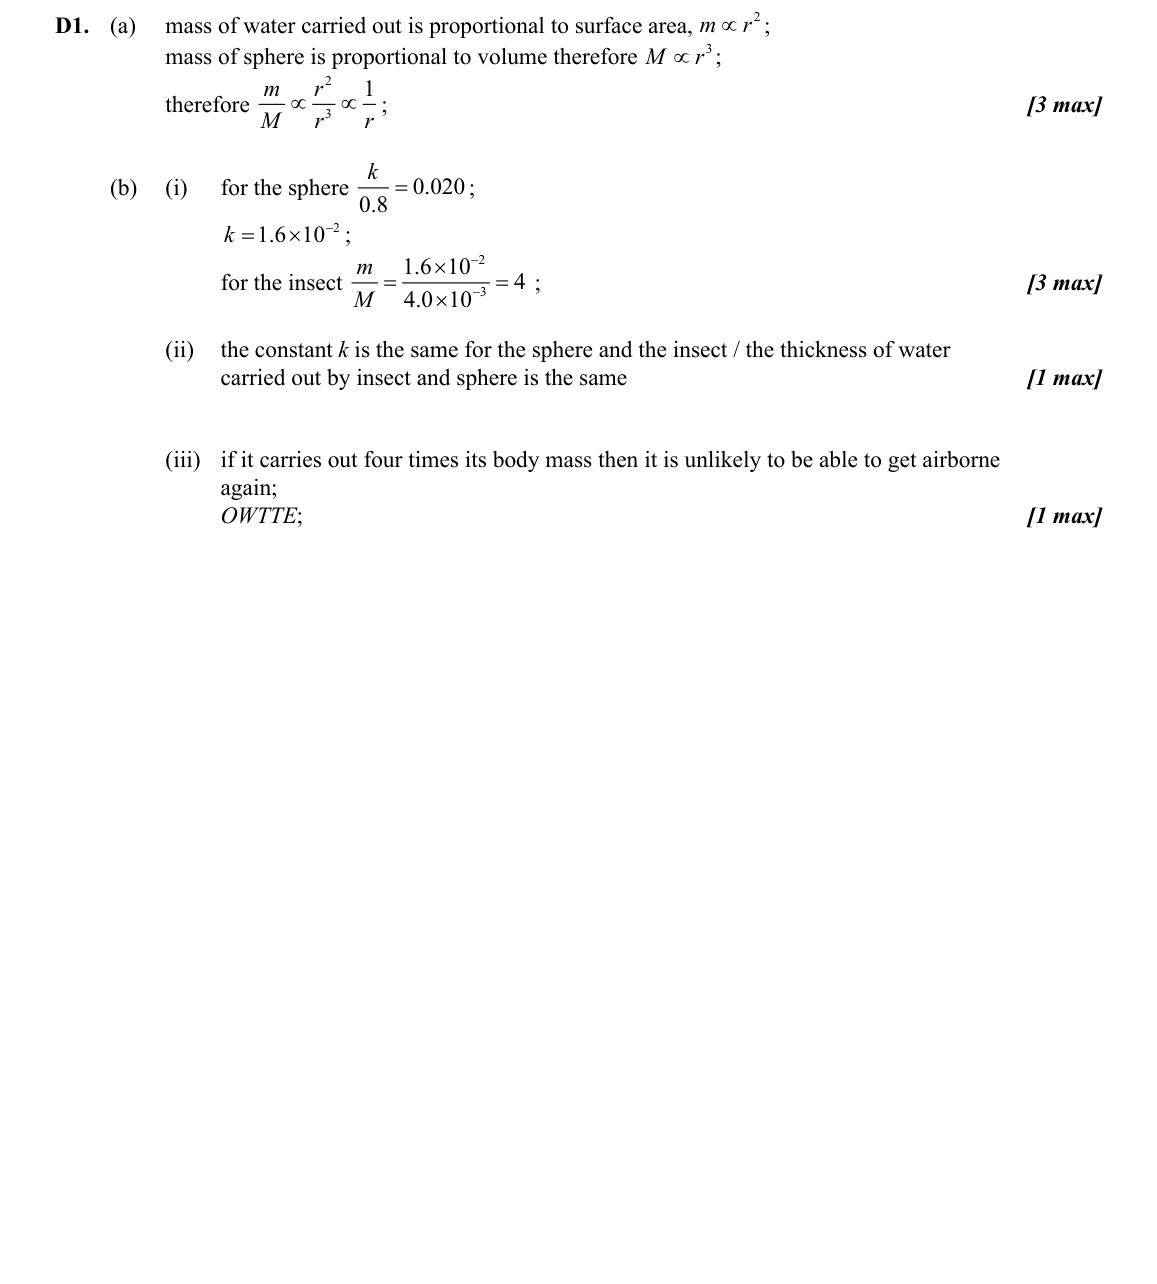 D1. (a) mass of water carried out is proportional to surface area, m ∝ r²;
mass of sphere is proportional to volume therefore M ∝ r³;
therefore m/M ∝ r²/r³ ∝ 1/r; [3 max]
(b) (i) for the sphere k/0.8 = 0.020;
k = 1.6×10⁻²;
for the insect m/M = 1.6×10⁻²/4.0×10⁻³ = 4 ; [3 max]
(ii) the constant k is the same for the sphere and the insect / the thickness of water
carried out by insect and sphere is the same [1 max]
(iii) if it carries out four times its body mass then it is unlikely to be able to get airborne
again;
OWTTE; [1 max]